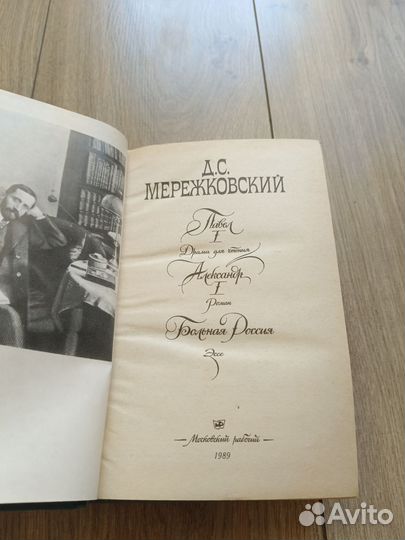 Д.С.
МЕРЕЖКОВСКИЙ
Павел
I
Драма для чтения
Александр
I
Роман
Больная Россия
Эссе
Московский рабочий
1989
Avito